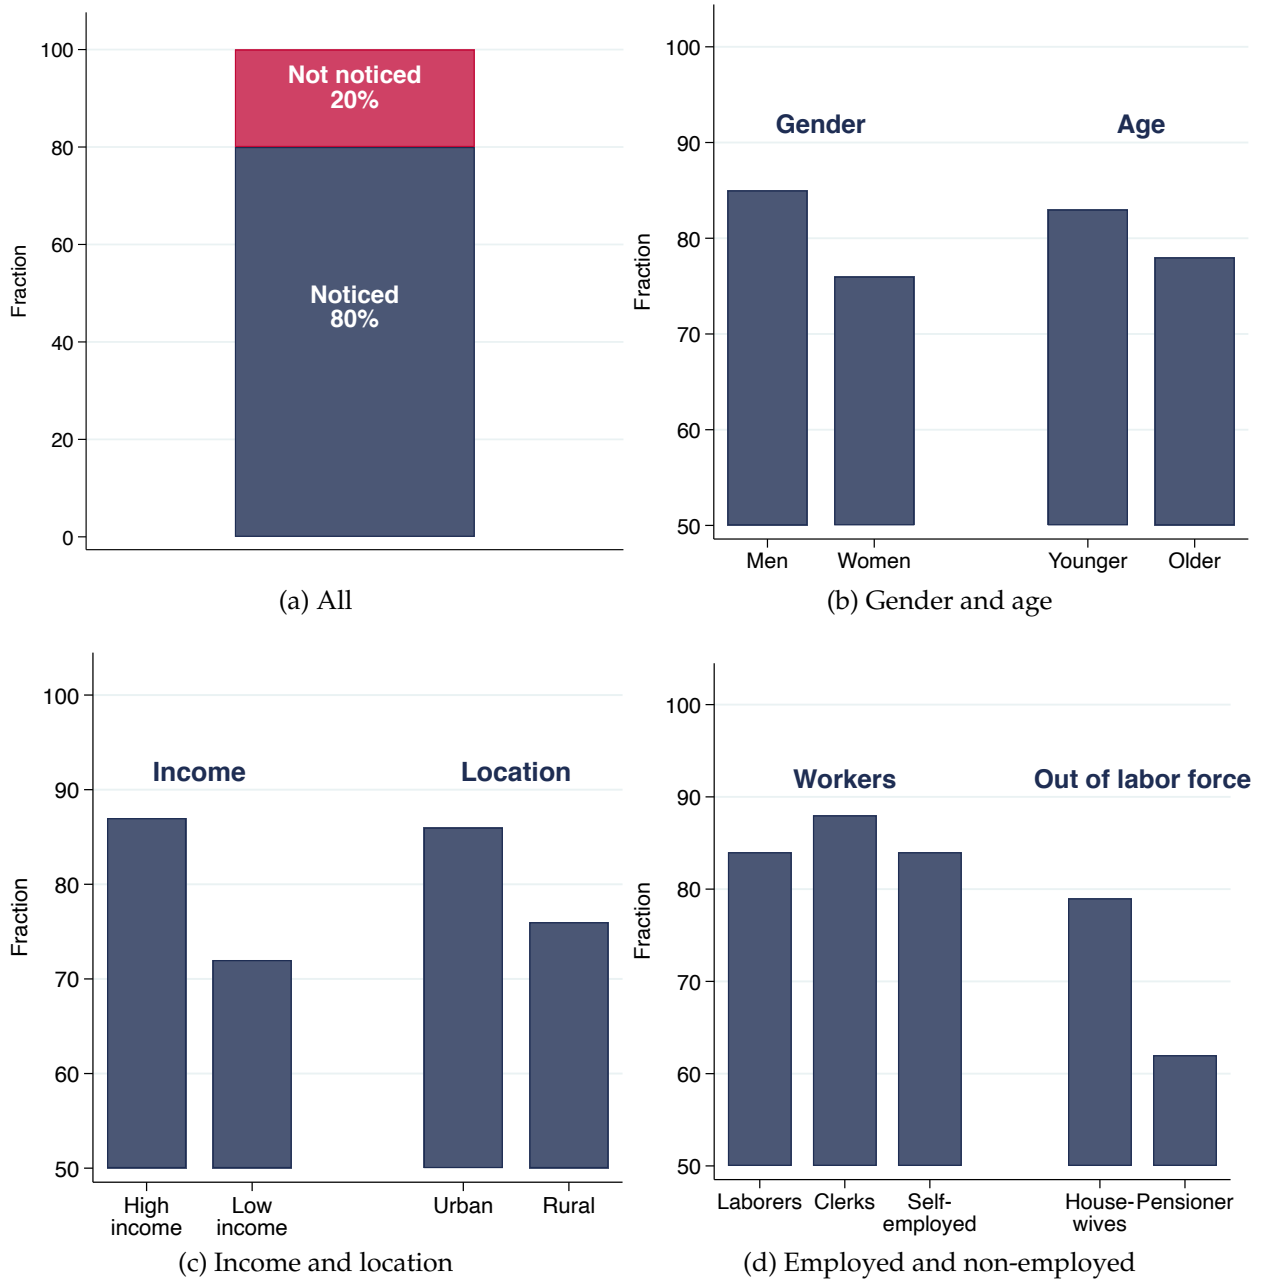 Fraction
100
80
60
40
20
0
Not noticed
20%
Noticed
80%
(a) All
Fraction
100
90
80
70
60
50
Gender
Age
Men
Women
Younger
Older
(b) Gender and age
Fraction
100
90
80
70
60
50
Income
Location
High
income
Low
income
Urban
Rural
(c) Income and location
Fraction
100
90
80
70
60
50
Workers
Out of labor force
Laborers
Clerks
Self-
employed
House-
wives
Pensioner
(d) Employed and non-employed